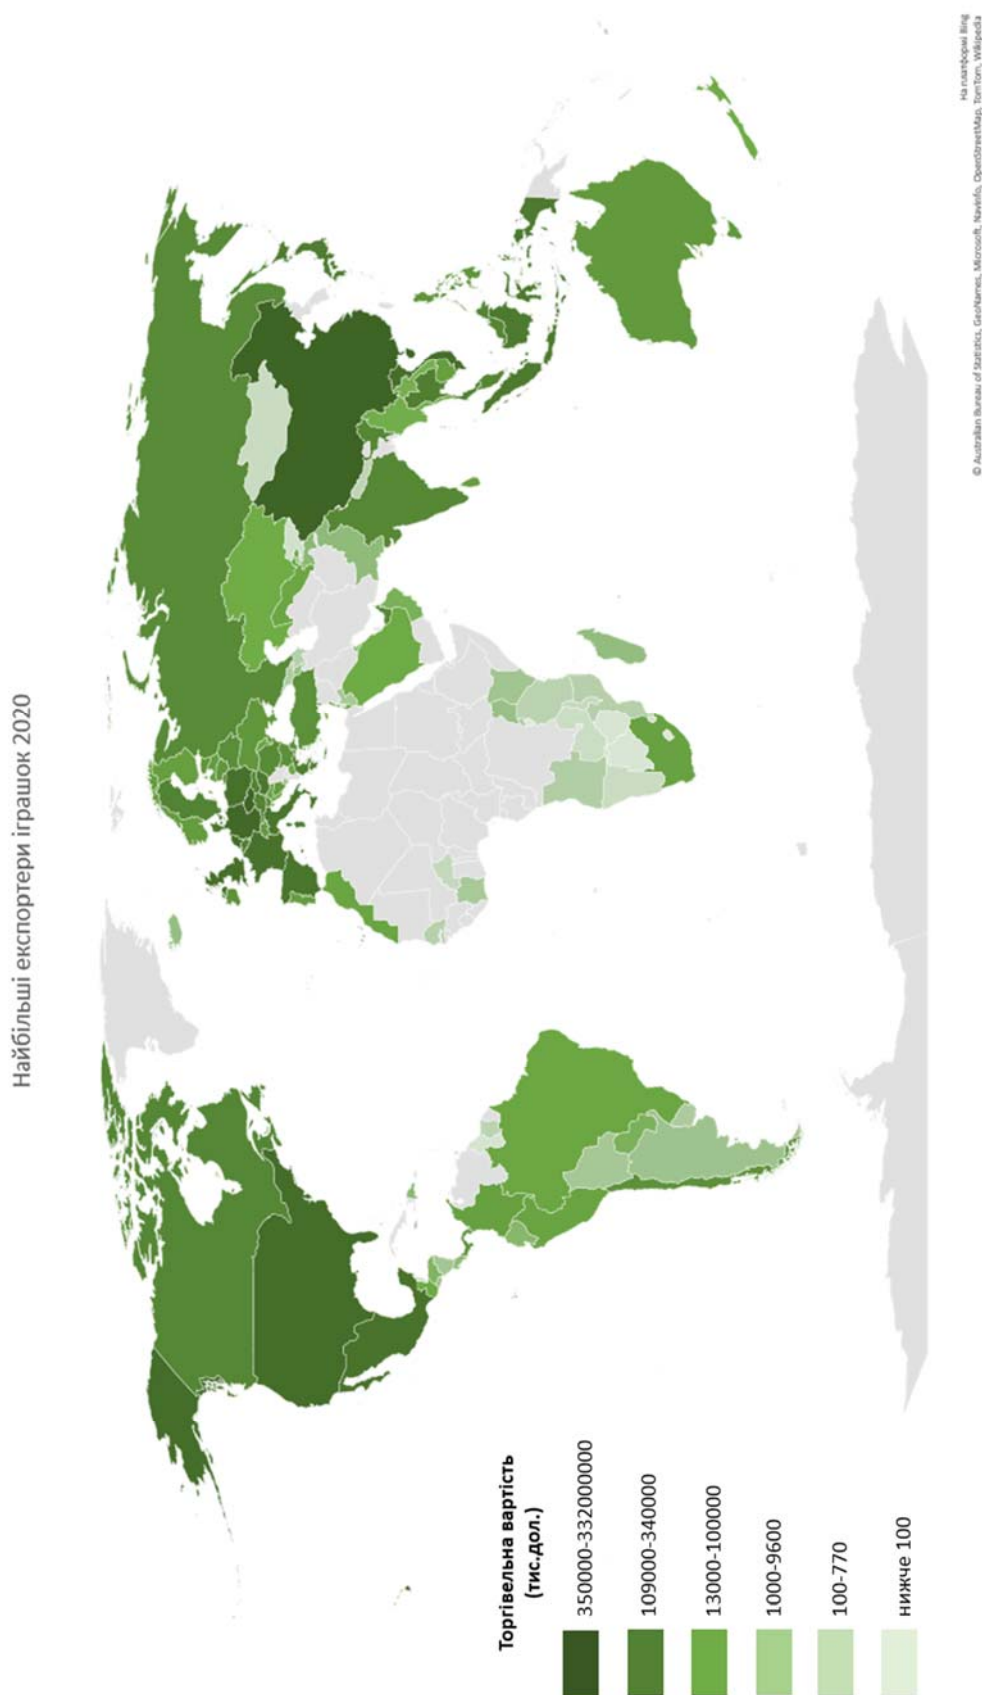 Найбільші експортери іграшок 2020
Торгівельна вартість
(тис.дол.)
350000-332000000
109000-340000
13000-100000
1000-9600
100-770
нижче 100
На платформі Bing
© Australian Bureau of Statistics, GeoNames, Microsoft, Navinfo, OpenStreetMap, TomTom, Wikipedia